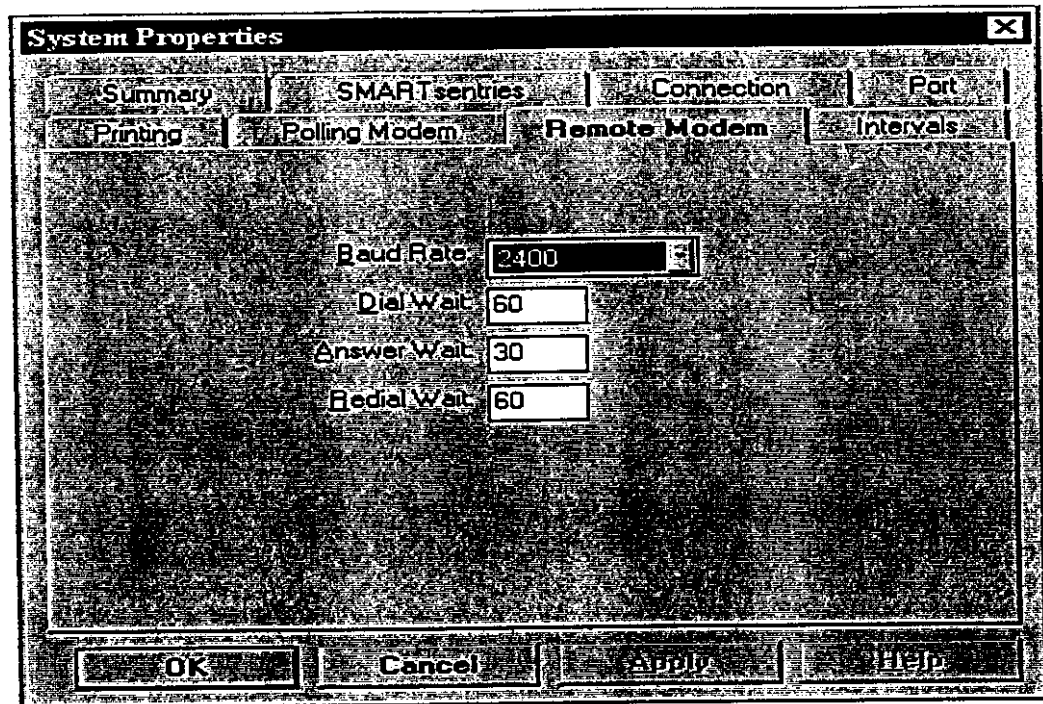 System Properties
Summary SMARTsentries Connection Port
Printing Polling Modem Remote Modem Intervals
Baud Rate: 2400
Dial Wait: 60
Answer Wait: 30
Redial Wait: 60
OK Cancel Apply Help